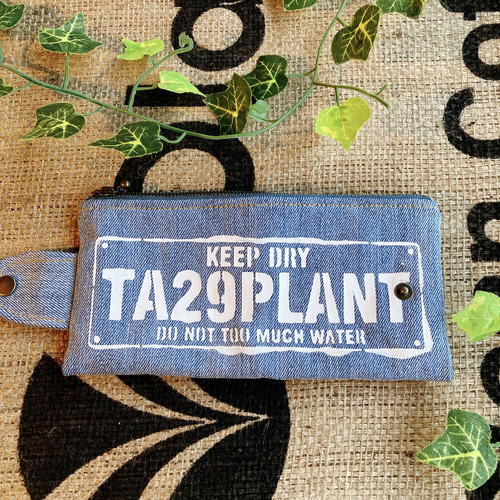 KEEP DRY
TA29PLANT
DO NOT TOO MUCH WATER